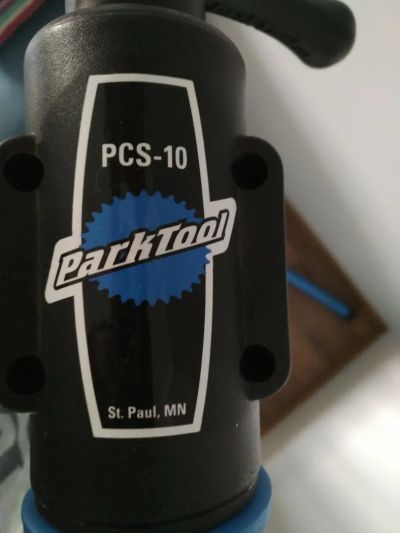 PCS-10
ParkTool
St. Paul, MN